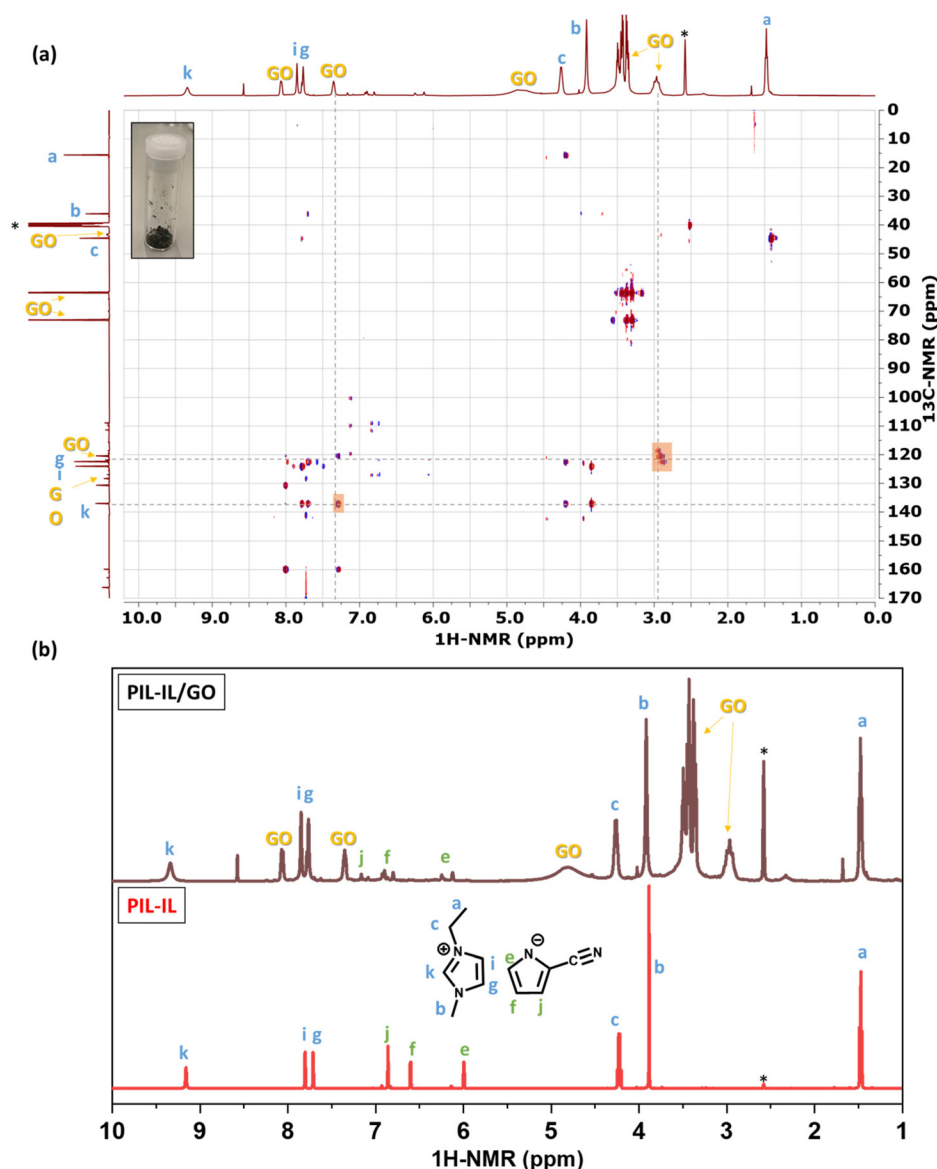 (a)
k
GO
i g
GO
GO
c
b
GO
*
a
a
b
*
GO
c
GO
GO
g
i
G
O
k
0
10
20
30
40
50
60
70
80
90
100
110
120
130
140
150
160
170
13C-NMR (ppm)
10.0 9.0 8.0 7.0 6.0 5.0 4.0 3.0 2.0 1.0 0.0
1H-NMR (ppm)
(b)
PIL-IL/GO
k
GO
i g
GO
j
f
e
GO
c
b
GO
*
a
PIL-IL
k
i g
j
f
e
a
c
N
⊕
k
i
g
N
b
⊖
N
e
f
j
C≡N
c
b
*
a
10 9 8 7 6 5 4 3 2 1
1H-NMR (ppm)